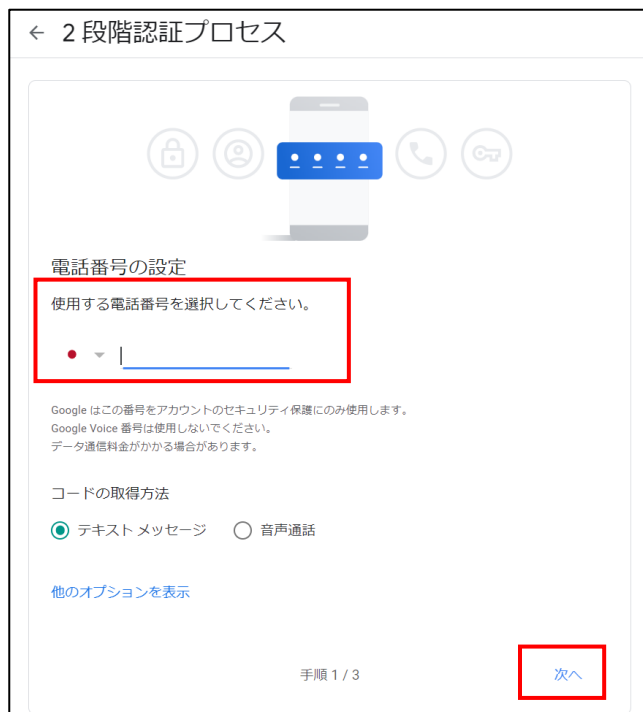 ← 2 段階認証プロセス
電話番号の設定
使用する電話番号を選択してください。
Google はこの番号をアカウントのセキュリティ保護にのみ使用します。
Google Voice 番号は使用しないでください。
データ通信料金がかかる場合があります。
コードの取得方法
テキスト メッセージ 音声通話
他のオプションを表示
手順 1 / 3 次へ